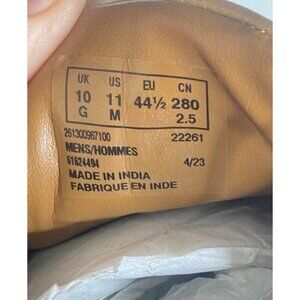 UK US EU CN
10 11 44½ 280
G M 2.5
261300967100 22261
MENS/HOMMES
61624494 4/23
MADE IN INDIA
FABRIQUE EN INDE